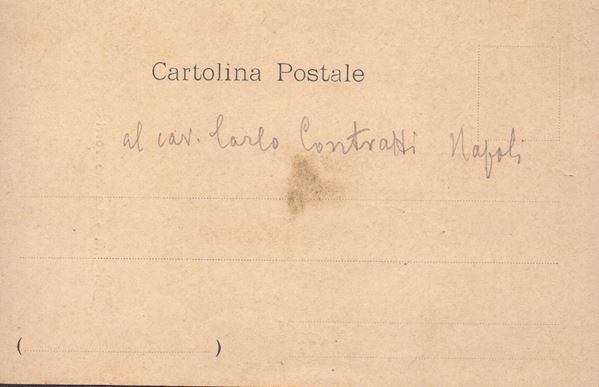 Cartolina Postale
al cav. Carlo Contratti Napoli
(                    )